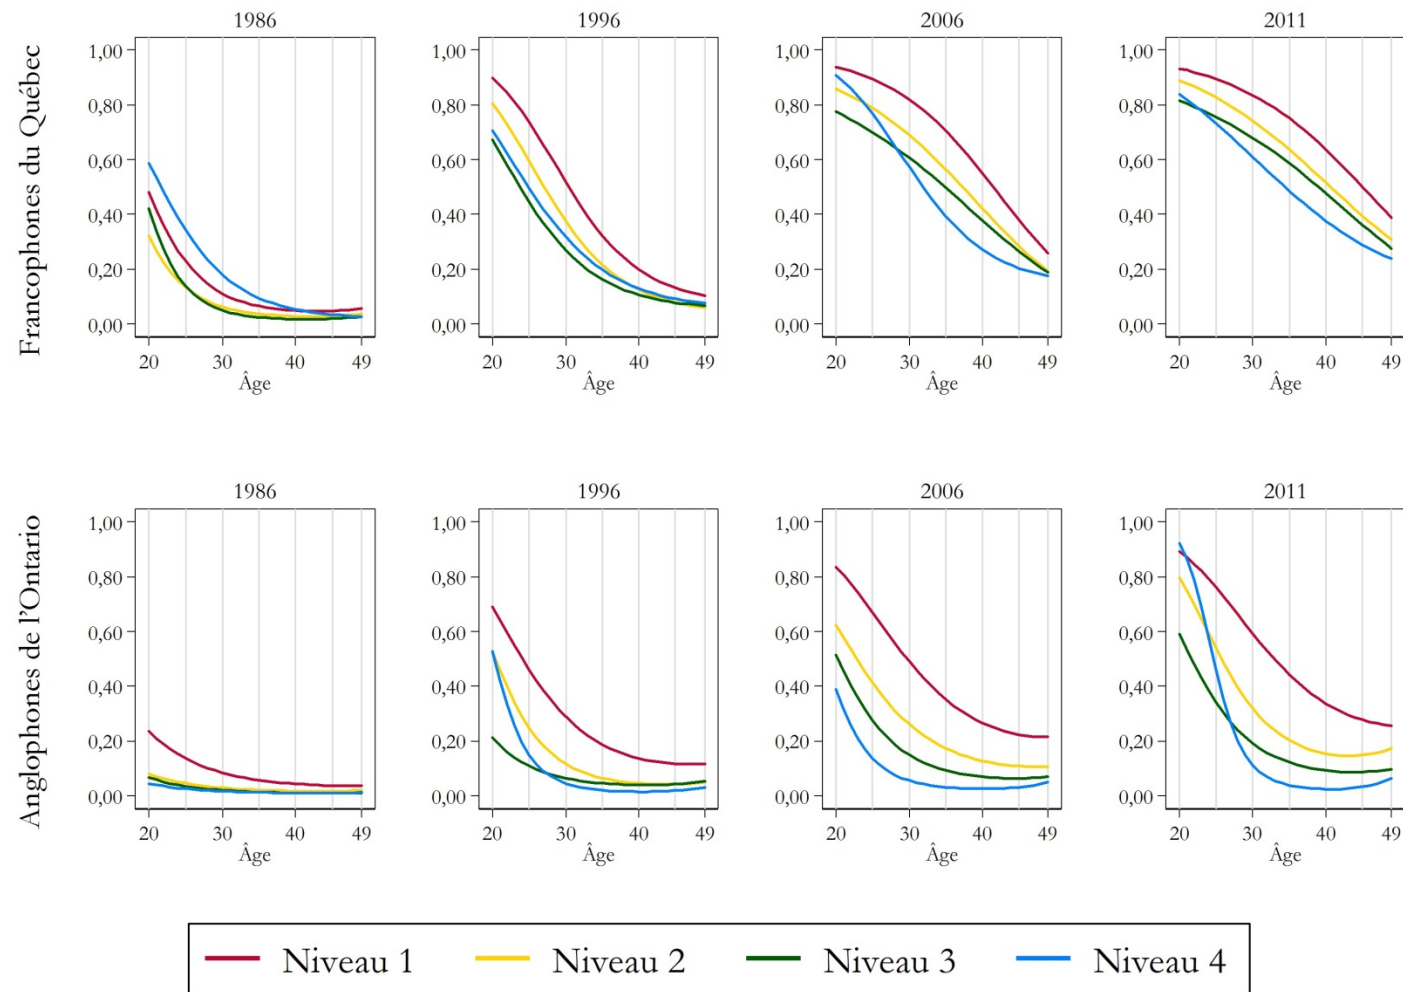 Francophones du Québec
1986 1996 2006 2011
1,00 1,00 1,00 1,00
0,80 0,80 0,80 0,80
0,60 0,60 0,60 0,60
0,40 0,40 0,40 0,40
0,20 0,20 0,20 0,20
0,00 0,00 0,00 0,00
20 30 40 49 20 30 40 49 20 30 40 49 20 30 40 49
Âge Âge Âge Âge
Anglophones de l'Ontario
1986 1996 2006 2011
1,00 1,00 1,00 1,00
0,80 0,80 0,80 0,80
0,60 0,60 0,60 0,60
0,40 0,40 0,40 0,40
0,20 0,20 0,20 0,20
0,00 0,00 0,00 0,00
20 30 40 49 20 30 40 49 20 30 40 49 20 30 40 49
Âge Âge Âge Âge
Niveau 1 Niveau 2 Niveau 3 Niveau 4